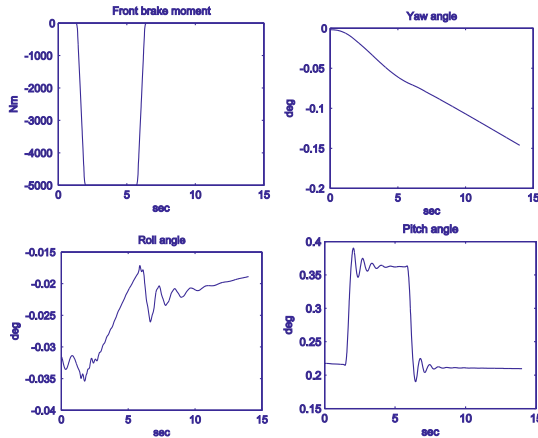 Front brake moment
0
-1000
-2000
-3000
-4000
-5000
Nm
0 5 10 15
sec
Yaw angle
0
-0.05
-0.1
-0.15
-0.2
deg
0 5 10 15
sec
Roll angle
-0.015
-0.02
-0.025
-0.03
-0.035
-0.04
deg
0 5 10 15
sec
Pitch angle
0.4
0.35
0.3
0.25
0.2
0.15
deg
0 5 10 15
sec